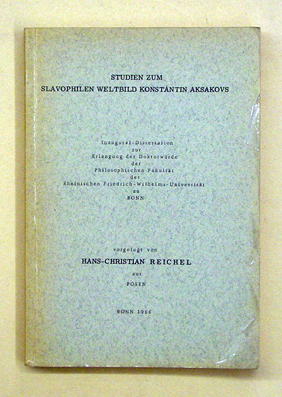 STUDIEN ZUM
SLAVOPHILEN WELTBILD KONSTANTIN AKSAKOVS
Inaugural-Dissertation
zur
Erlangung der Doktorwürde
der
Philosophischen Fakultät
der
Rheinischen Friedrich-Wilhelms-Universität
zu
BONN
vorgelegt von
HANS-CHRISTIAN REICHEL
aus
POSEN
BONN 1966